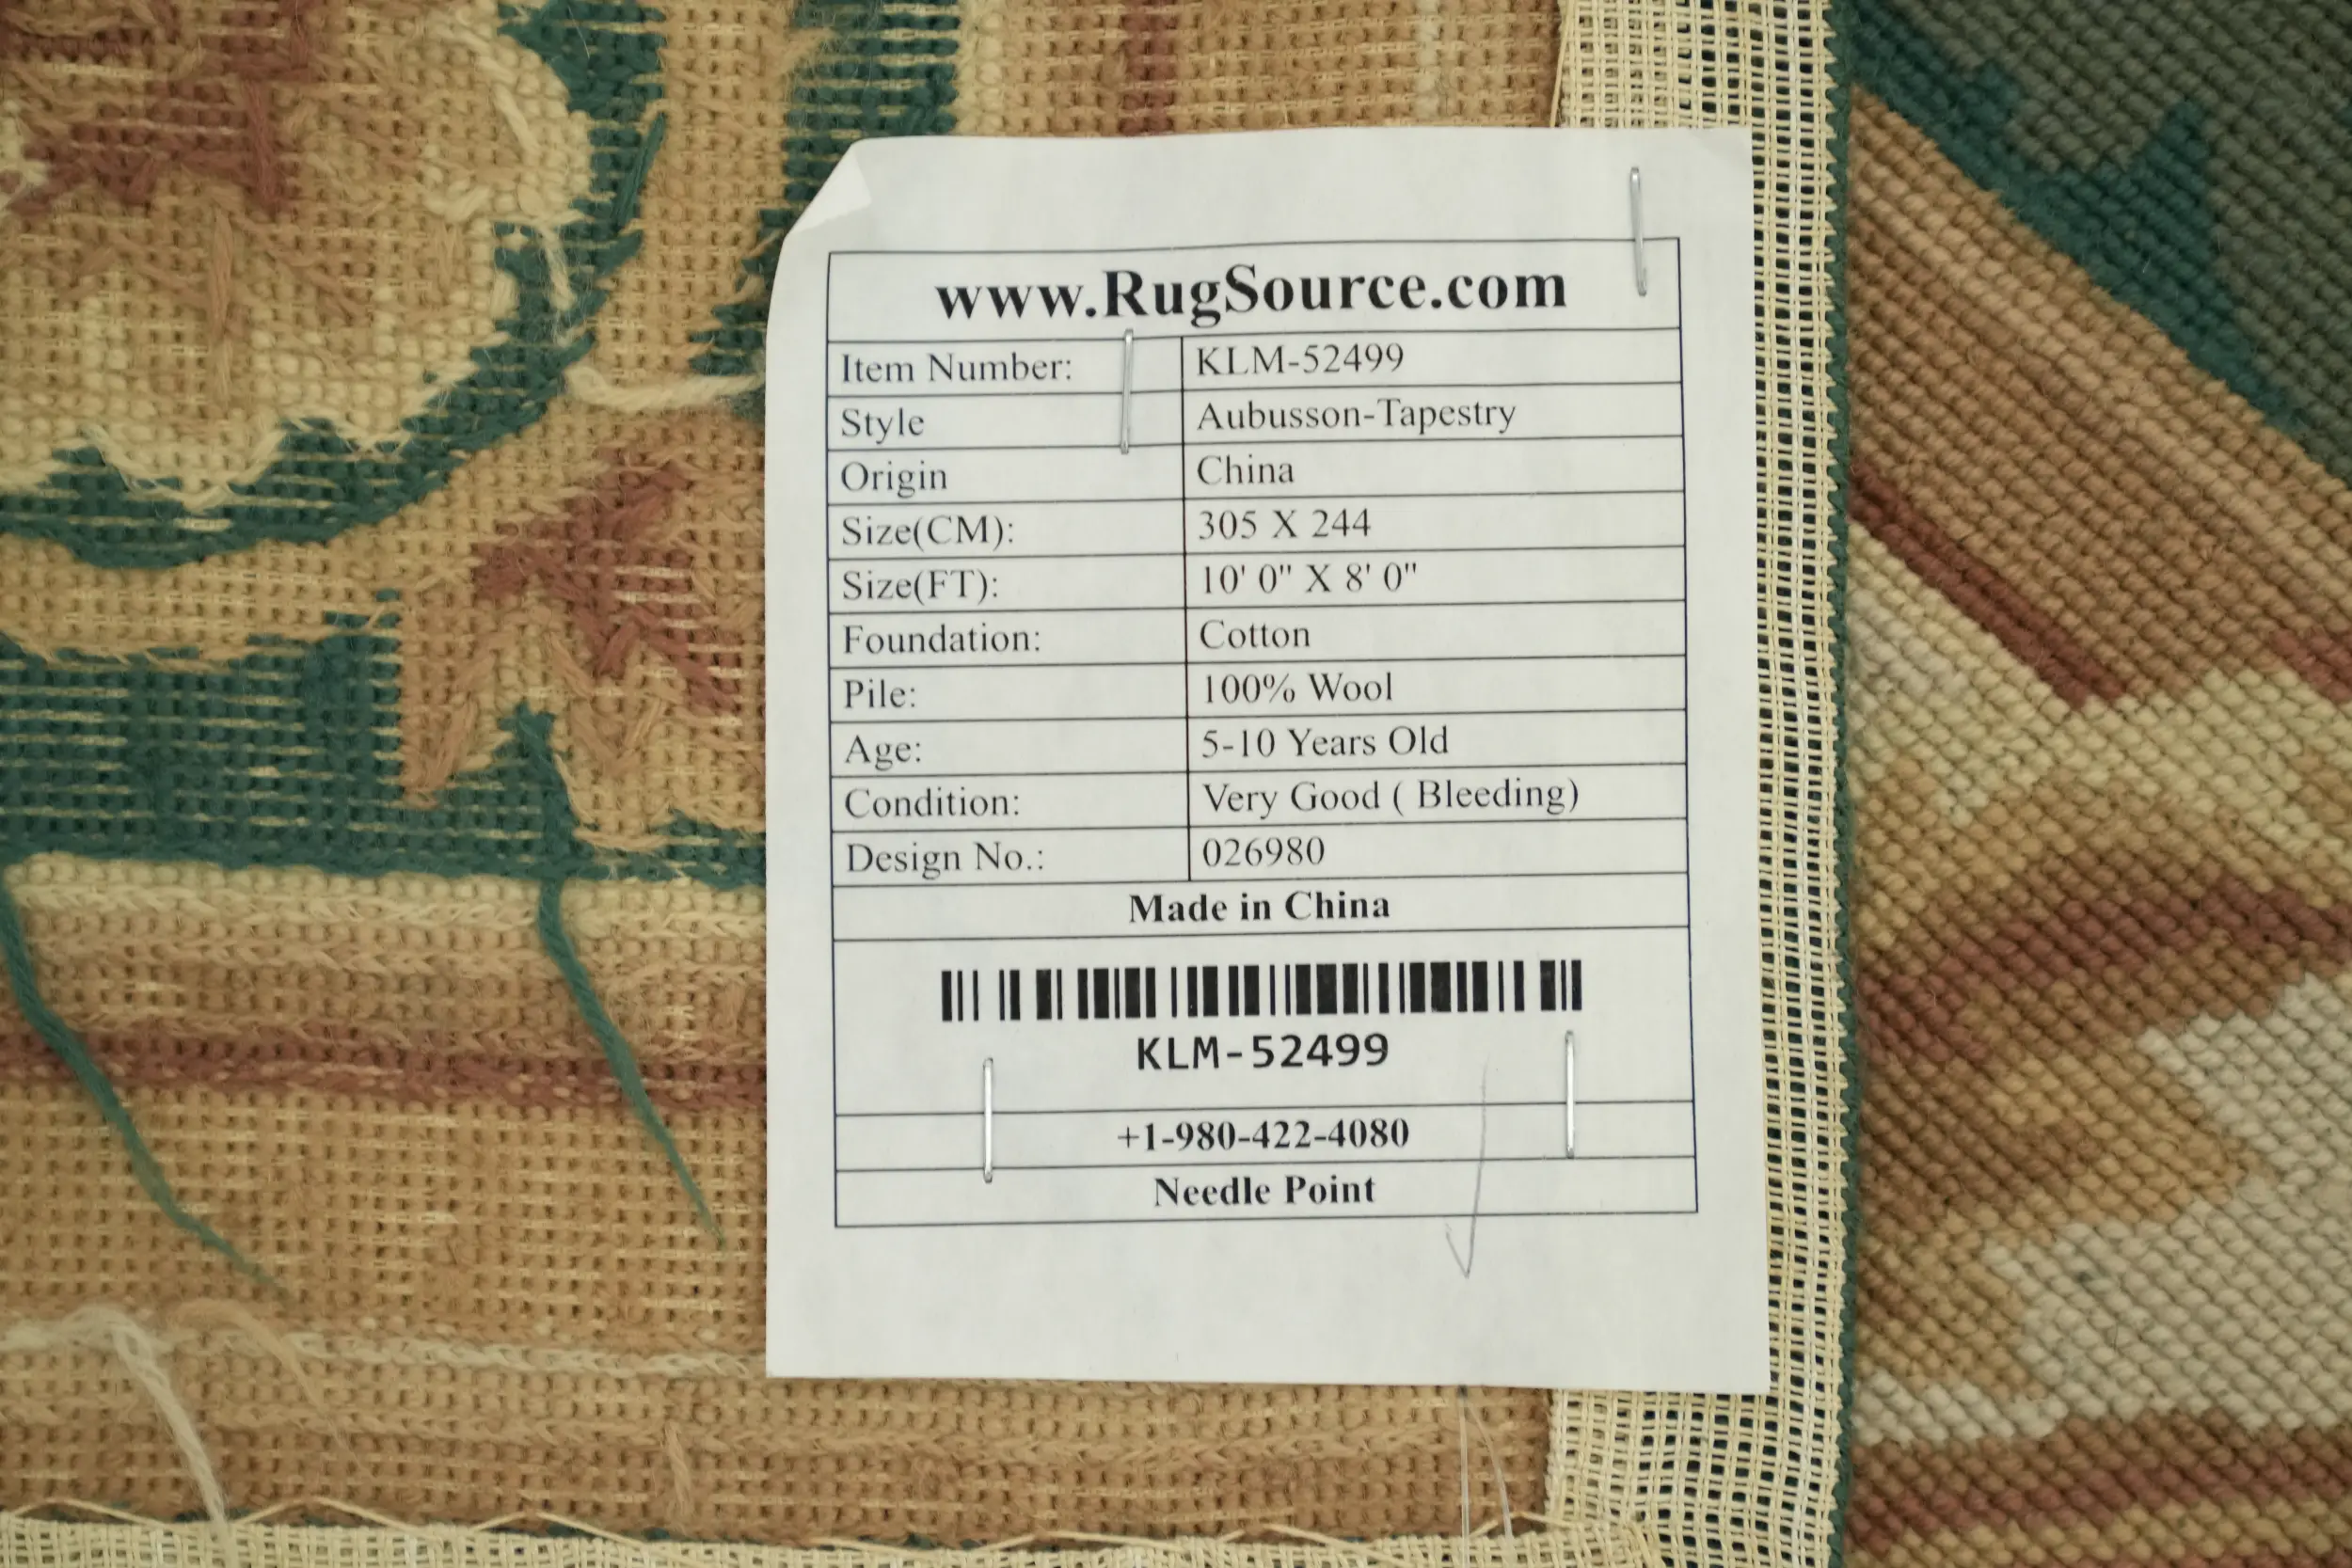 www.RugSource.com
Item Number: KLM-52499
Style Aubusson-Tapestry
Origin China
Size(CM): 305 X 244
Size(FT): 10' 0" X 8' 0"
Foundation: Cotton
Pile: 100% Wool
Age: 5-10 Years Old
Condition: Very Good ( Bleeding)
Design No.: 026980
Made in China
KLM-52499
+1-980-422-4080
Needle Point